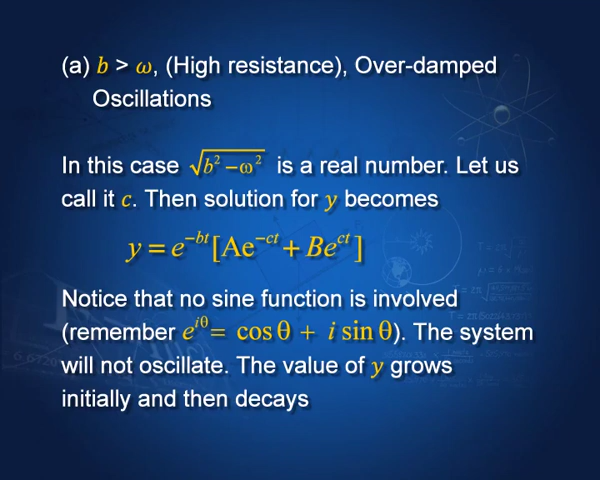 (a) b > ω, (High resistance), Over-damped
Oscillations
In this case √b² – ω² is a real number. Let us
call it c. Then solution for y becomes
y = e⁻ᵇᵗ[Ae⁻ᶜᵗ + Beᶜᵗ]
Notice that no sine function is involved
(remember e^iθ = cos θ + i sin θ). The system
will not oscillate. The value of y grows
initially and then decays